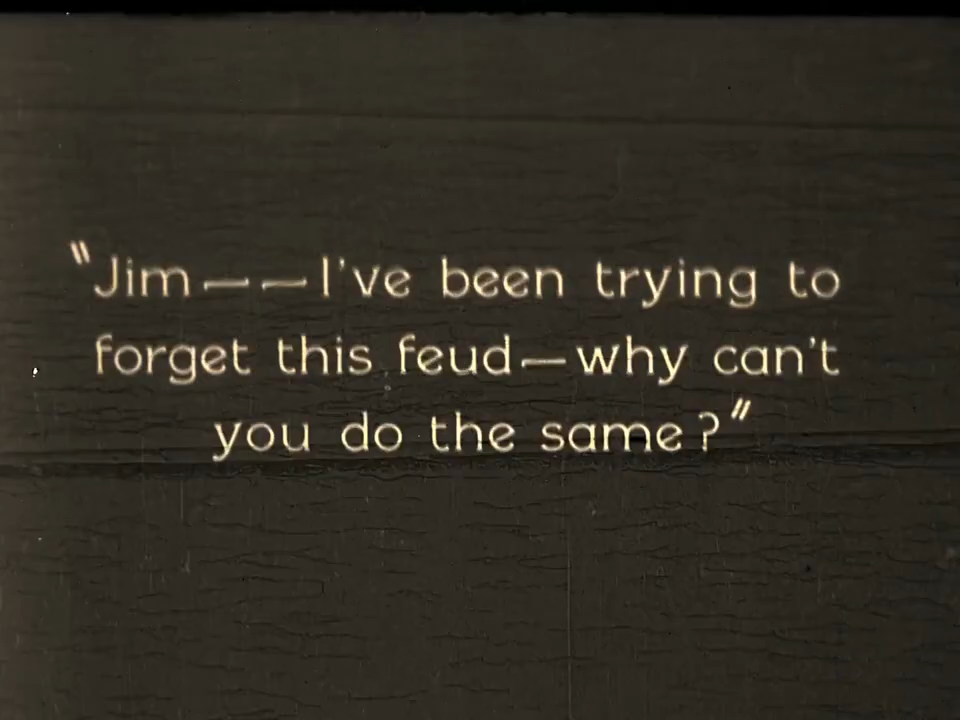 "Jim——I've been trying to
forget this feud—why can't
you do the same?"